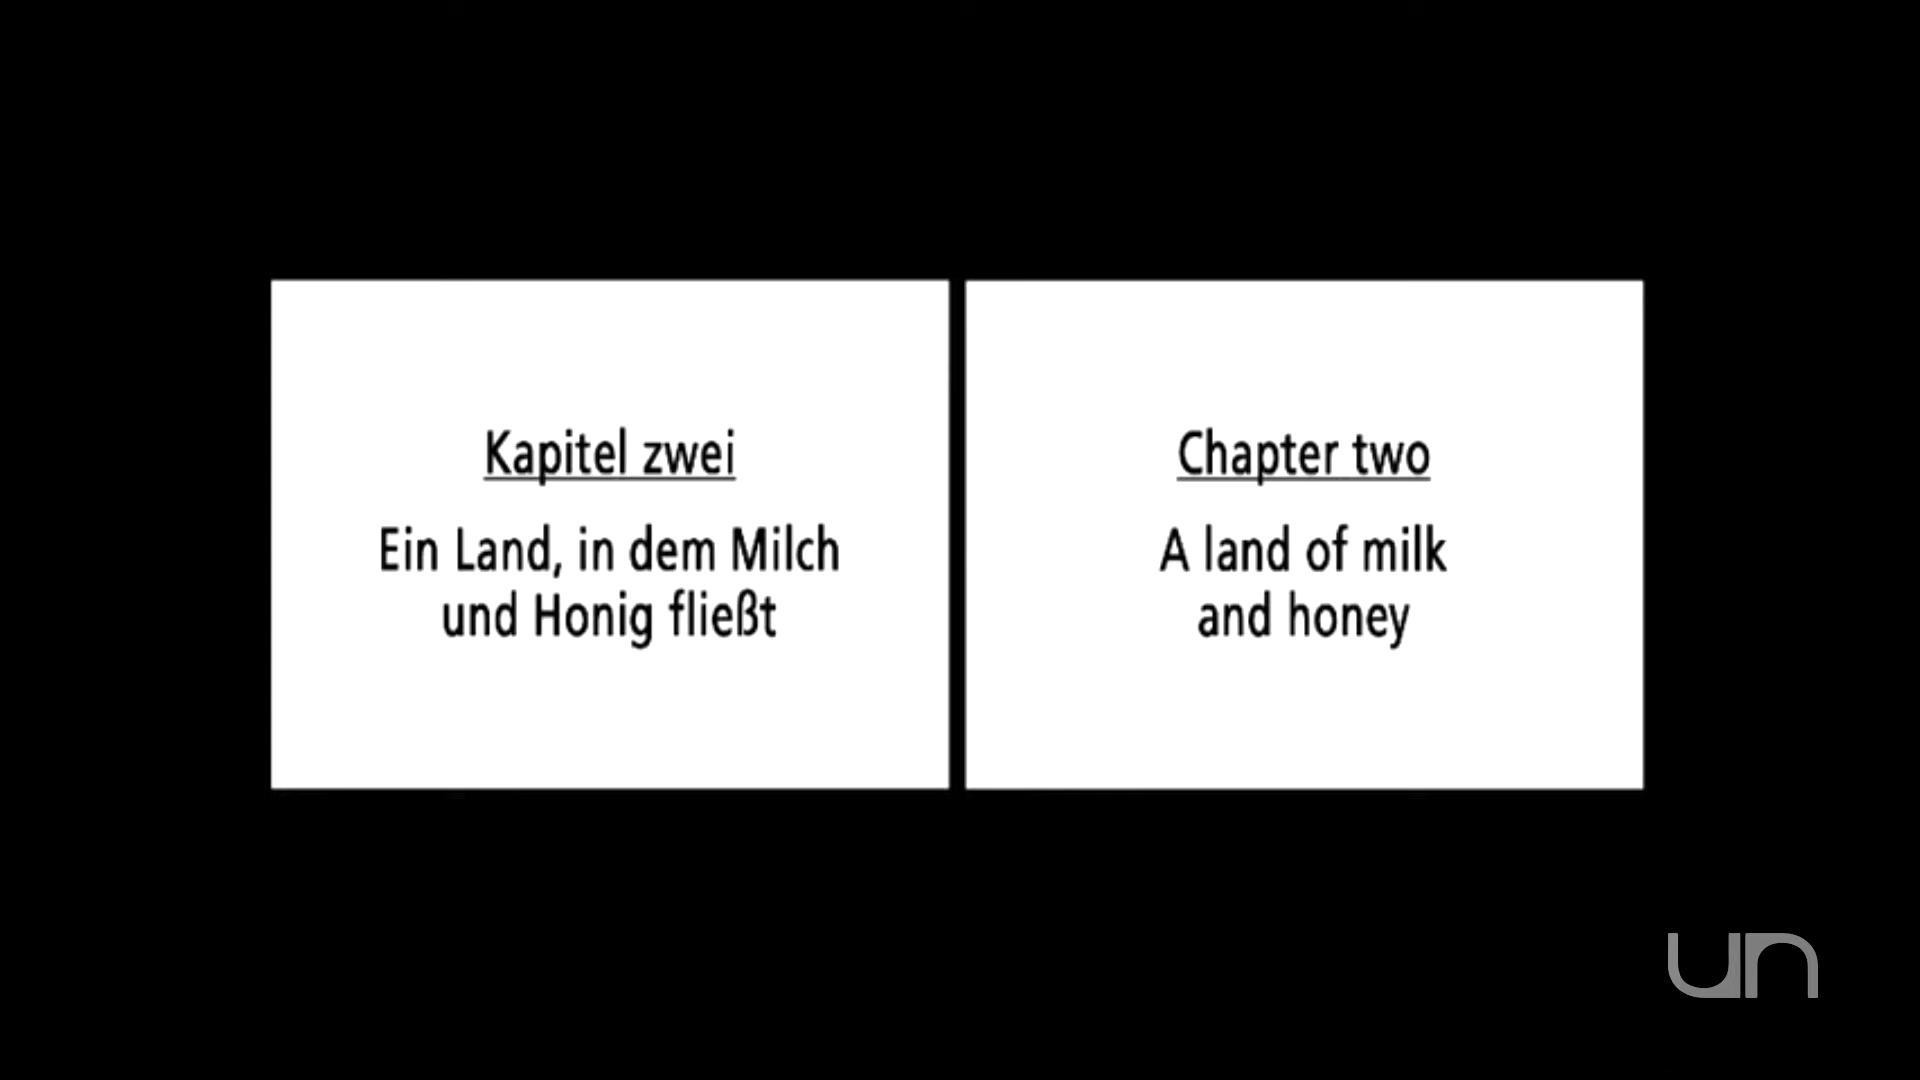 Kapitel zwei
Ein Land, in dem Milch
und Honig fließt
Chapter two
A land of milk
and honey
un